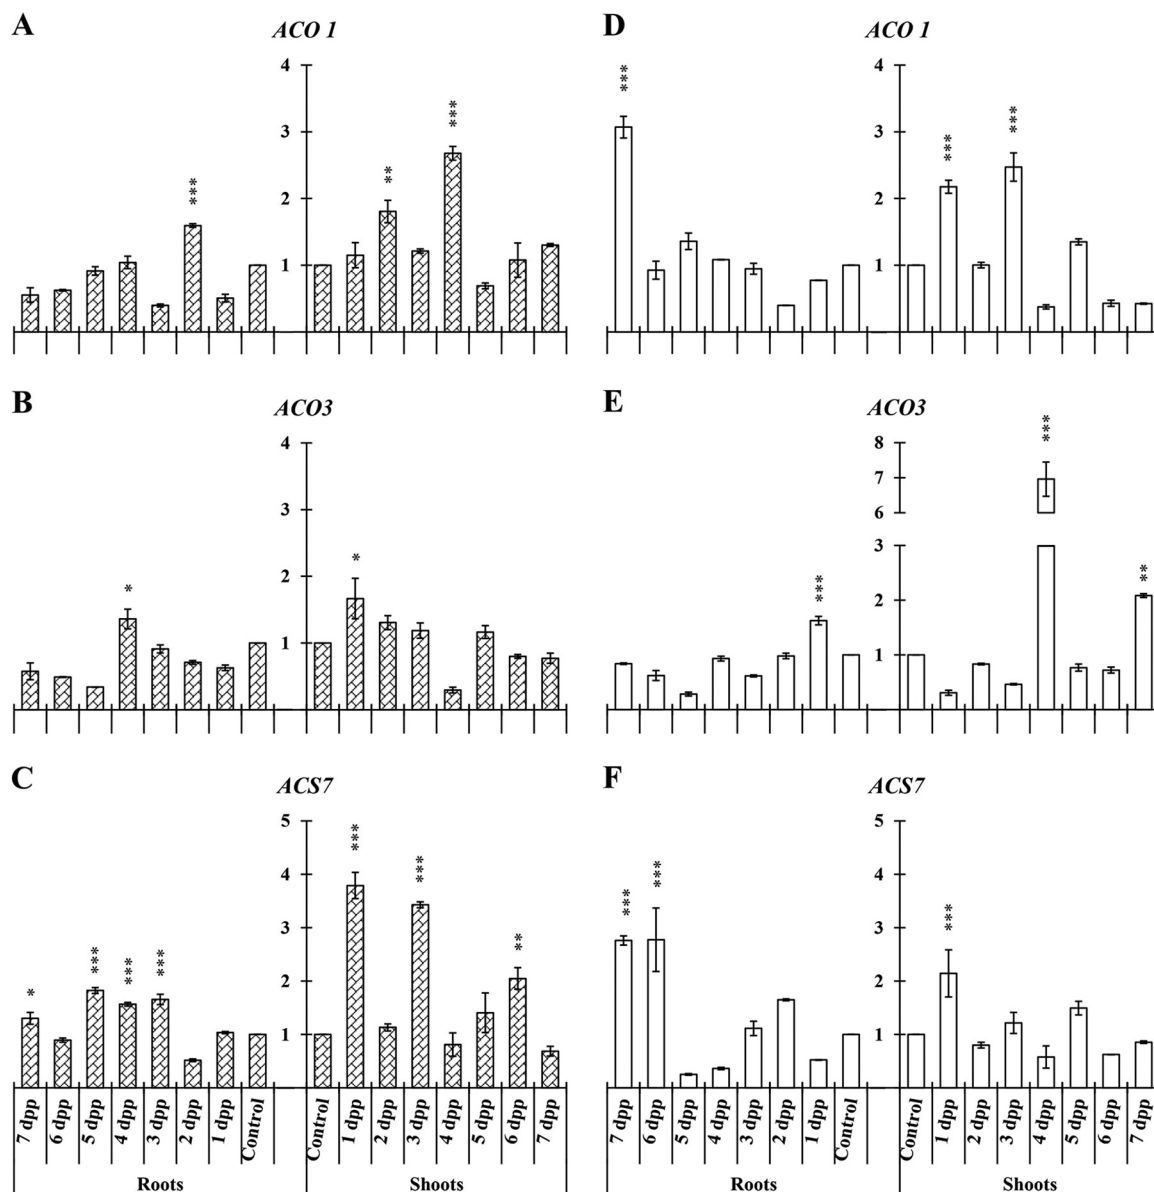 A
ACO 1
4
3
2
1
***
**
***
D
ACO 1
4
3
2
1
***
***
***
B
ACO3
4
3
2
1
*
*
E
ACO3
8
7
6
3
2
1
***
***
**
C
ACS7
5
4
3
2
1
*
***
***
***
***
***
**
7 dpp
6 dpp
5 dpp
4 dpp
3 dpp
2 dpp
1 dpp
Control
Control
1 dpp
2 dpp
3 dpp
4 dpp
5 dpp
6 dpp
7 dpp
Roots
Shoots
F
ACS7
5
4
3
2
1
***
***
***
7 dpp
6 dpp
5 dpp
4 dpp
3 dpp
2 dpp
1 dpp
Control
Control
1 dpp
2 dpp
3 dpp
4 dpp
5 dpp
6 dpp
7 dpp
Roots
Shoots